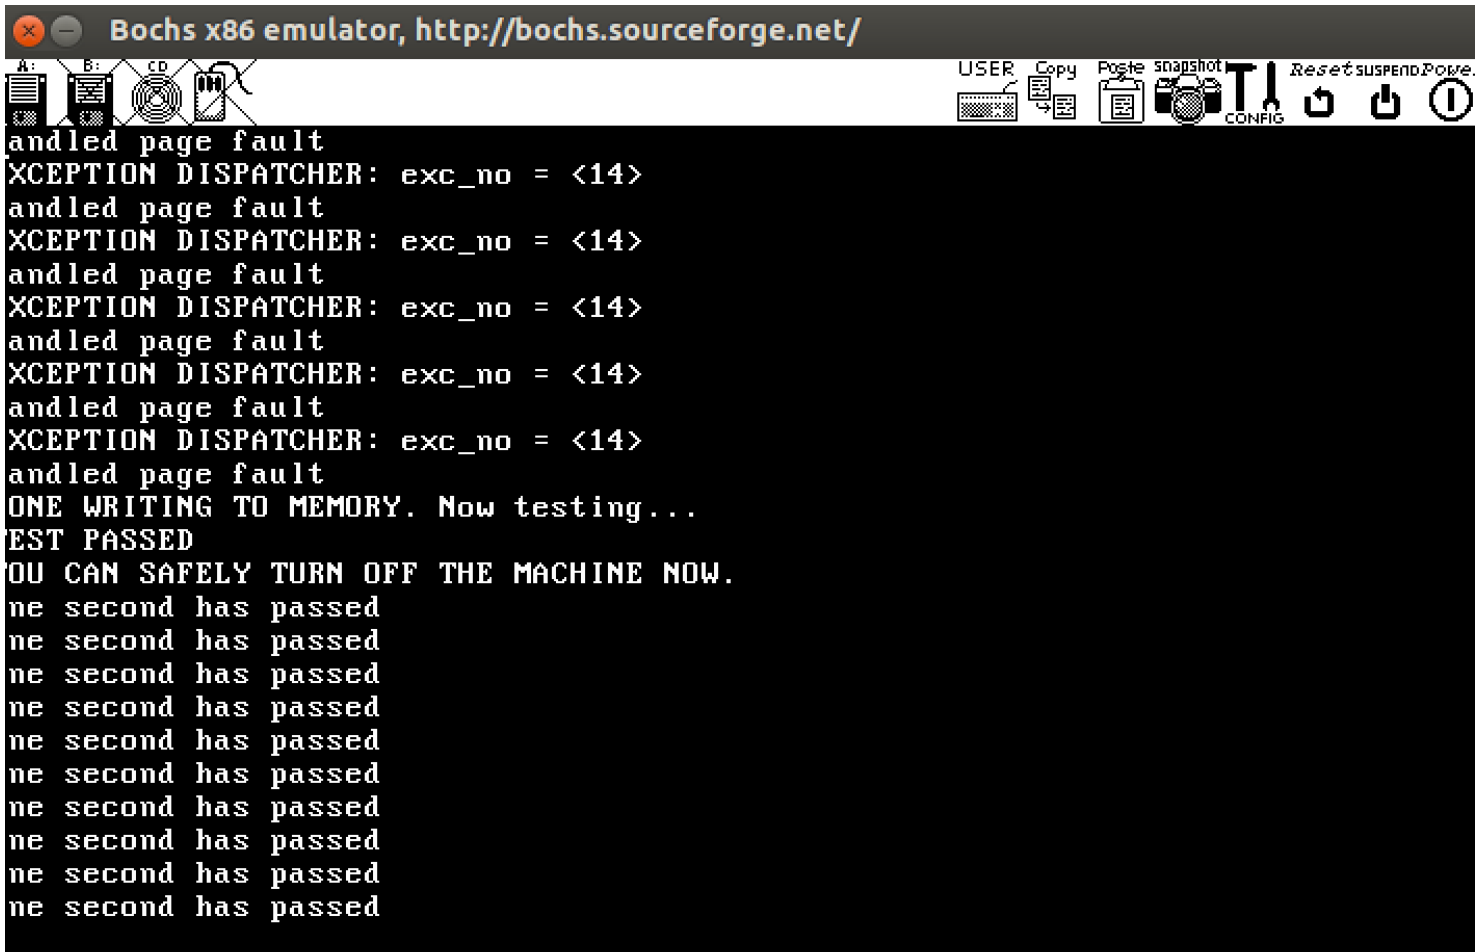 Bochs x86 emulator, http://bochs.sourceforge.net/
A: B: CD USER Copy Paste snapshot CONFIG Reset SUSPEND Powe
andled page fault
XCEPTION DISPATCHER: exc_no = <14>
andled page fault
XCEPTION DISPATCHER: exc_no = <14>
andled page fault
XCEPTION DISPATCHER: exc_no = <14>
andled page fault
XCEPTION DISPATCHER: exc_no = <14>
andled page fault
XCEPTION DISPATCHER: exc_no = <14>
andled page fault
ONE WRITING TO MEMORY. Now testing...
EST PASSED
OU CAN SAFELY TURN OFF THE MACHINE NOW.
ne second has passed
ne second has passed
ne second has passed
ne second has passed
ne second has passed
ne second has passed
ne second has passed
ne second has passed
ne second has passed
ne second has passed